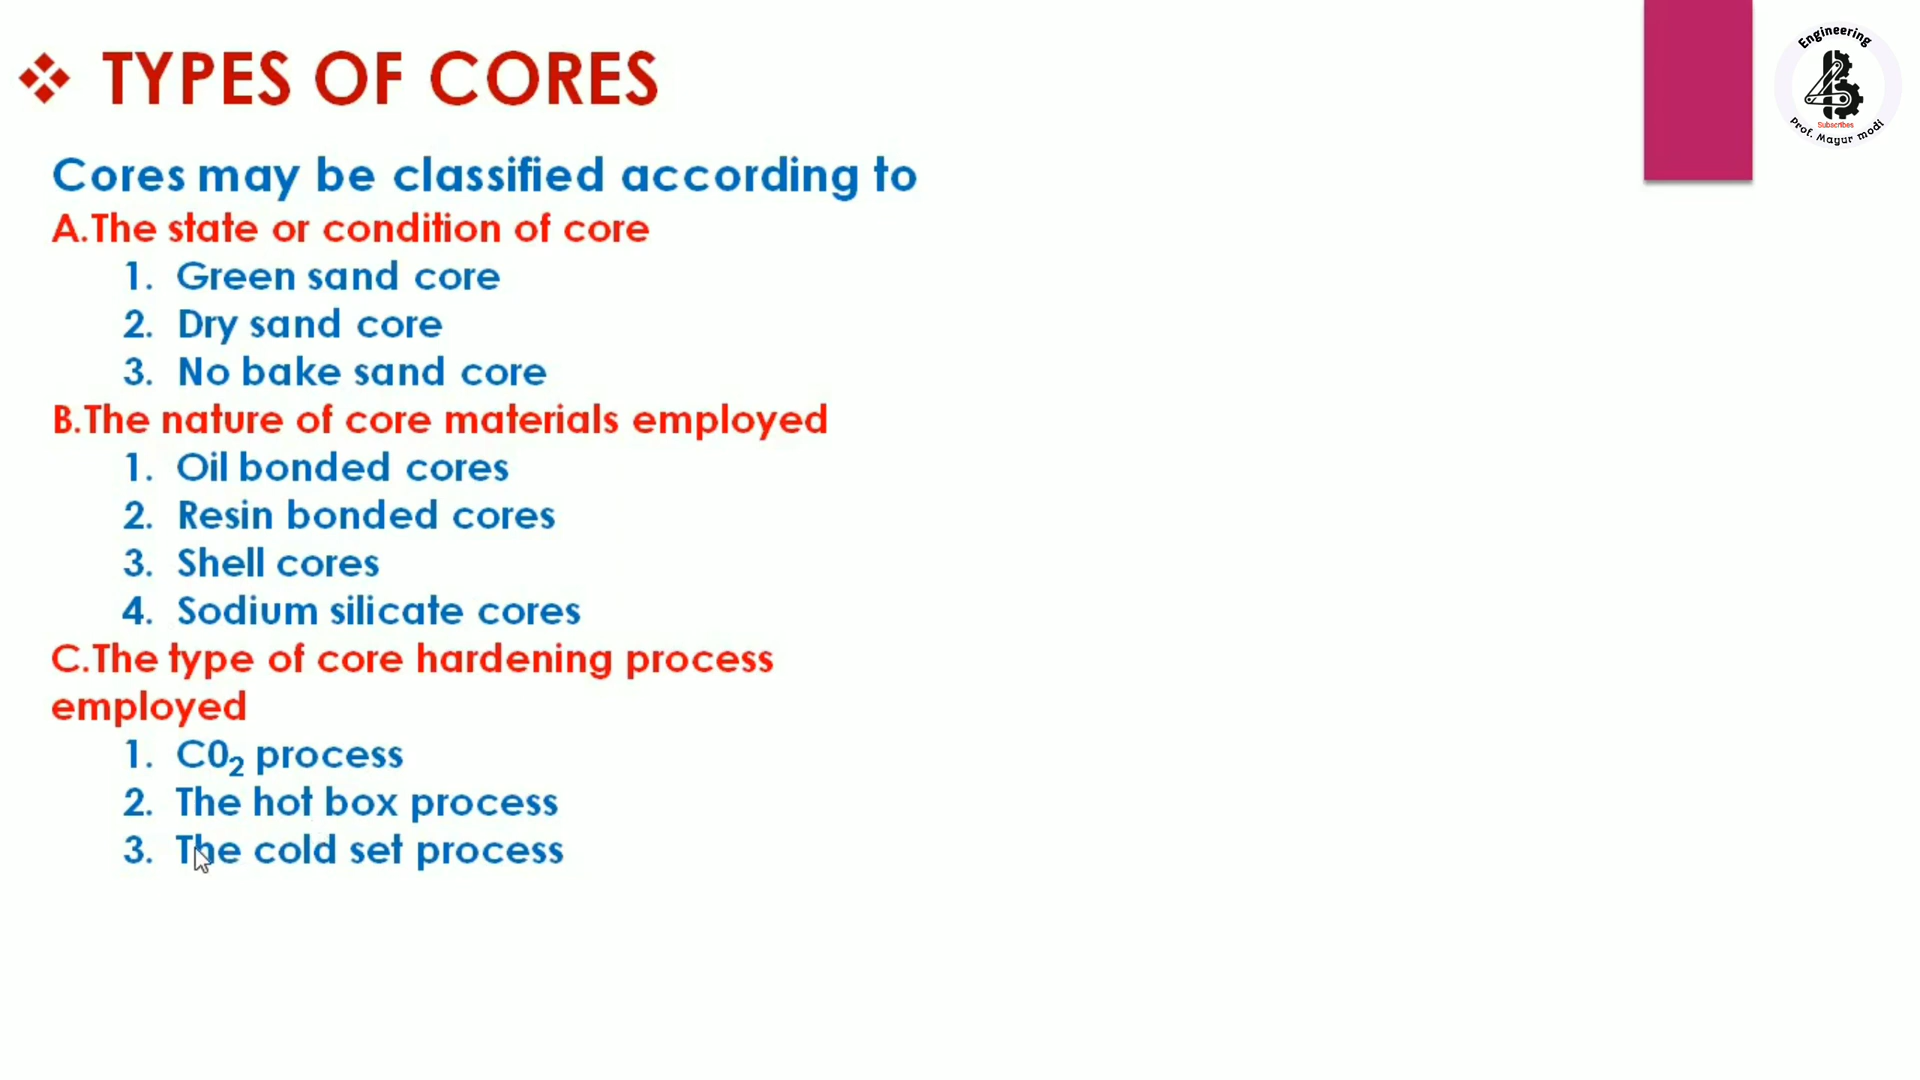 ❖ TYPES OF CORES
Cores may be classified according to
A.The state or condition of core
1. Green sand core
2. Dry sand core
3. No bake sand core
B.The nature of core materials employed
1. Oil bonded cores
2. Resin bonded cores
3. Shell cores
4. Sodium silicate cores
C.The type of core hardening process
employed
1. C0₂ process
2. The hot box process
3. The cold set process
Engineering
Subscribes
Prof. Mayur modi